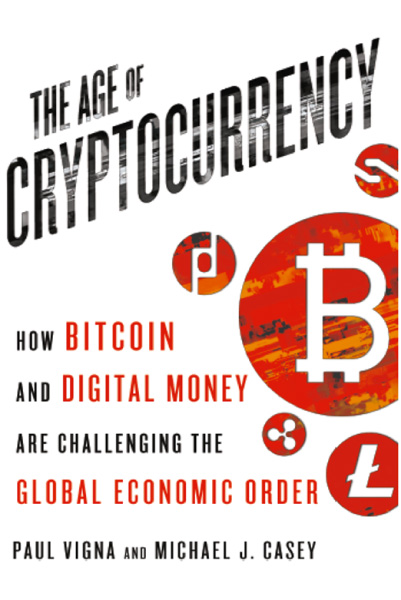 THE AGE OF
CRYPTOCURRENCY
HOW BITCOIN
AND DIGITAL MONEY
ARE CHALLENGING THE
GLOBAL ECONOMIC ORDER
PAUL VIGNA AND MICHAEL J. CASEY